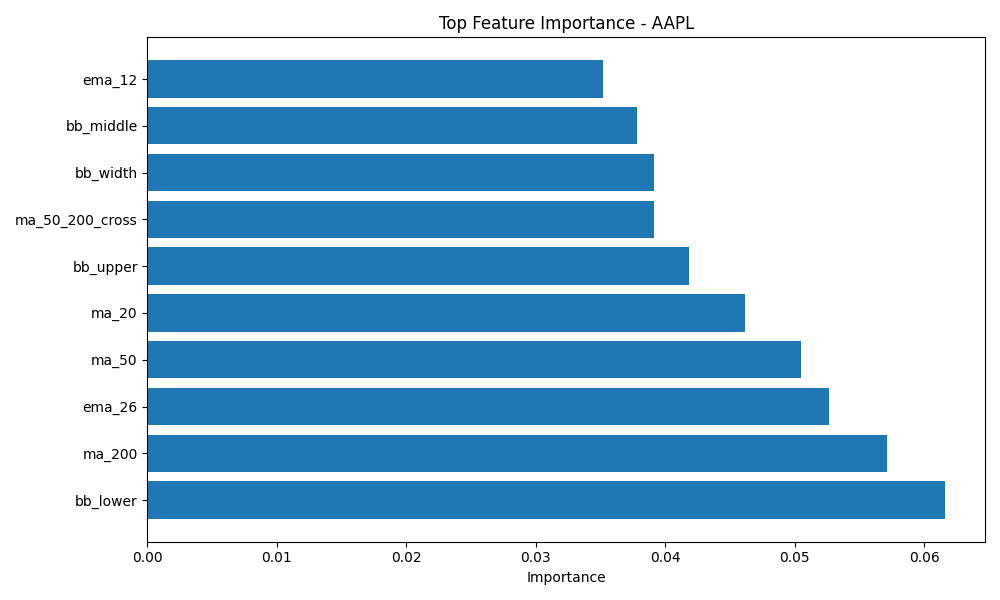 Top Feature Importance - AAPL
ema_12
bb_middle
bb_width
ma_50_200_cross
bb_upper
ma_20
ma_50
ema_26
ma_200
bb_lower
0.00 0.01 0.02 0.03 0.04 0.05 0.06
Importance